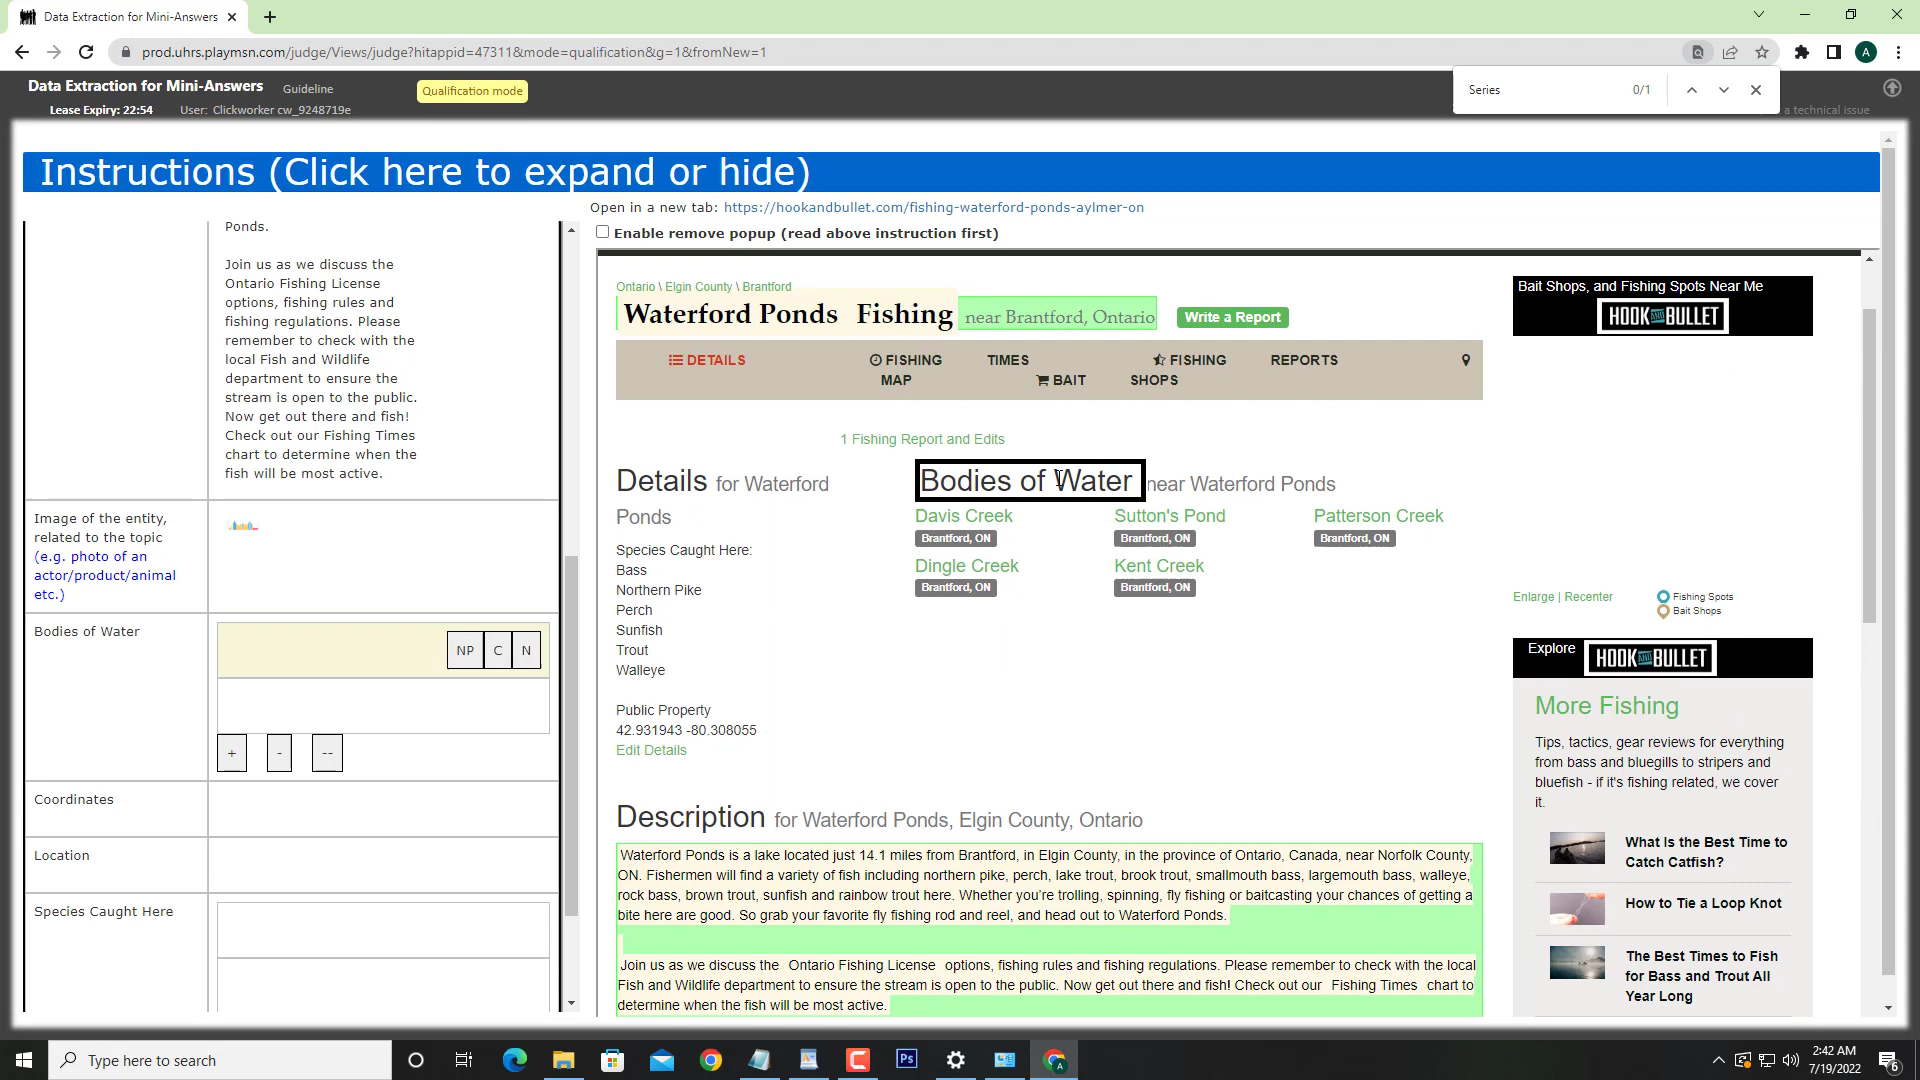 Data Extraction for Mini-Answers
prod.uhrs.playmsn.com/judge/Views/judge?hitappid=47311&mode=qualification&g=1&fromNew=1
A
Data Extraction for Mini-Answers
Guideline
Qualification mode
Lease Expiry: 22:54
User: Clickworker cw_9248719e
Series
0/1
a technical issue
Instructions (Click here to expand or hide)
Open in a new tab: https://hookandbullet.com/fishing-waterford-ponds-aylmer-on
Enable remove popup (read above instruction first)
Ponds.
Join us as we discuss the
Ontario Fishing License
options, fishing rules and
fishing regulations. Please
remember to check with the
local Fish and Wildlife
department to ensure the
stream is open to the public.
Now get out there and fish!
Check out our Fishing Times
chart to determine when the
fish will be most active.
Image of the entity,
related to the topic
(e.g. photo of an
actor/product/animal
etc.)
Bodies of Water
NP
C
N
+
-
--
Coordinates
Location
Species Caught Here
Ontario \ Elgin County \ Brantford
Waterford Ponds Fishing near Brantford, Ontario
Write a Report
DETAILS
FISHING TIMES
FISHING REPORTS
MAP
BAIT SHOPS
1 Fishing Report and Edits
Details for Waterford
Ponds
Species Caught Here:
Bass
Northern Pike
Perch
Sunfish
Trout
Walleye
Public Property
42.931943 -80.308055
Edit Details
Bodies of Water near Waterford Ponds
Davis Creek
Brantford, ON
Sutton's Pond
Brantford, ON
Patterson Creek
Brantford, ON
Dingle Creek
Brantford, ON
Kent Creek
Brantford, ON
Description for Waterford Ponds, Elgin County, Ontario
Waterford Ponds is a lake located just 14.1 miles from Brantford, in Elgin County, in the province of Ontario, Canada, near Norfolk County,
ON. Fishermen will find a variety of fish including northern pike, perch, lake trout, brook trout, smallmouth bass, largemouth bass, walleye,
rock bass, brown trout, sunfish and rainbow trout here. Whether you're trolling, spinning, fly fishing or baitcasting your chances of getting a
bite here are good. So grab your favorite fly fishing rod and reel, and head out to Waterford Ponds.
Join us as we discuss the Ontario Fishing License options, fishing rules and fishing regulations. Please remember to check with the local
Fish and Wildlife department to ensure the stream is open to the public. Now get out there and fish! Check out our Fishing Times chart to
determine when the fish will be most active.
Bait Shops, and Fishing Spots Near Me
HOOK AND BULLET
Enlarge | Recenter
Fishing Spots
Bait Shops
Explore
HOOK AND BULLET
More Fishing
Tips, tactics, gear reviews for everything
from bass and bluegills to stripers and
bluefish - if it's fishing related, we cover
it.
What Is the Best Time to
Catch Catfish?
How to Tie a Loop Knot
The Best Times to Fish
for Bass and Trout All
Year Long
Type here to search
Ps
A
2:42 AM
7/19/2022
6